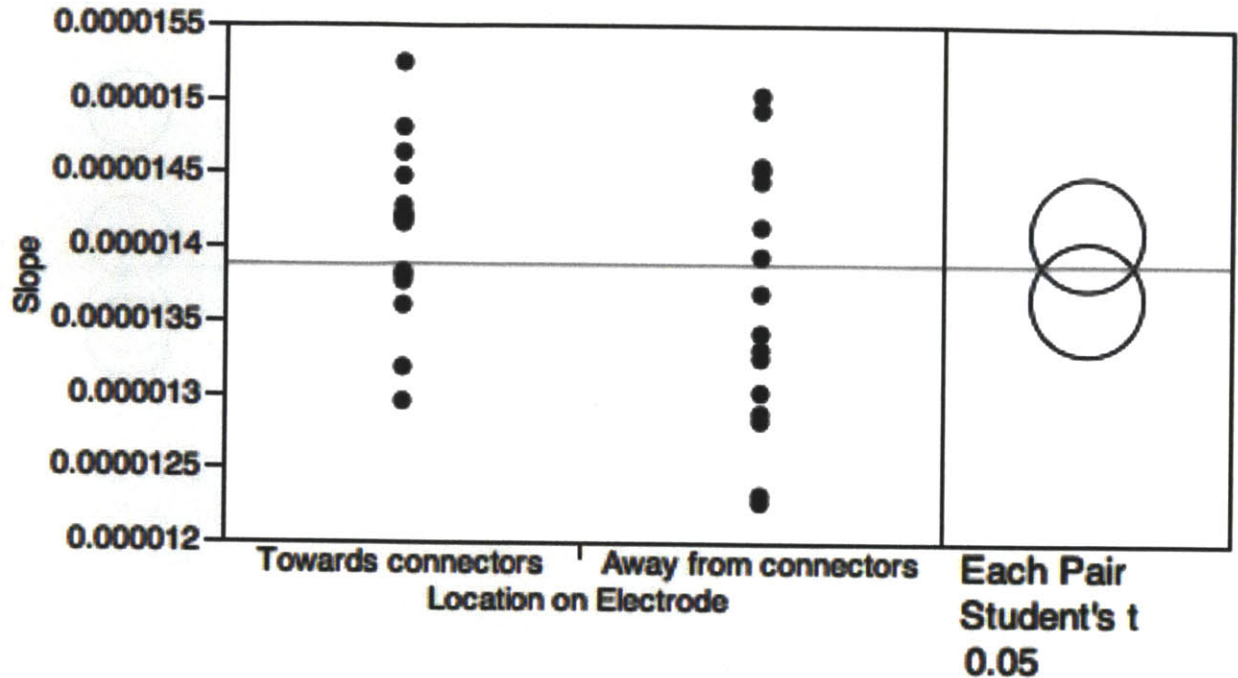 0.0000155
0.000015
0.0000145
0.000014
0.0000135
0.000013
0.0000125
0.000012
Slope
Towards connectors
Away from connectors
Location on Electrode
Each Pair
Student's t
0.05